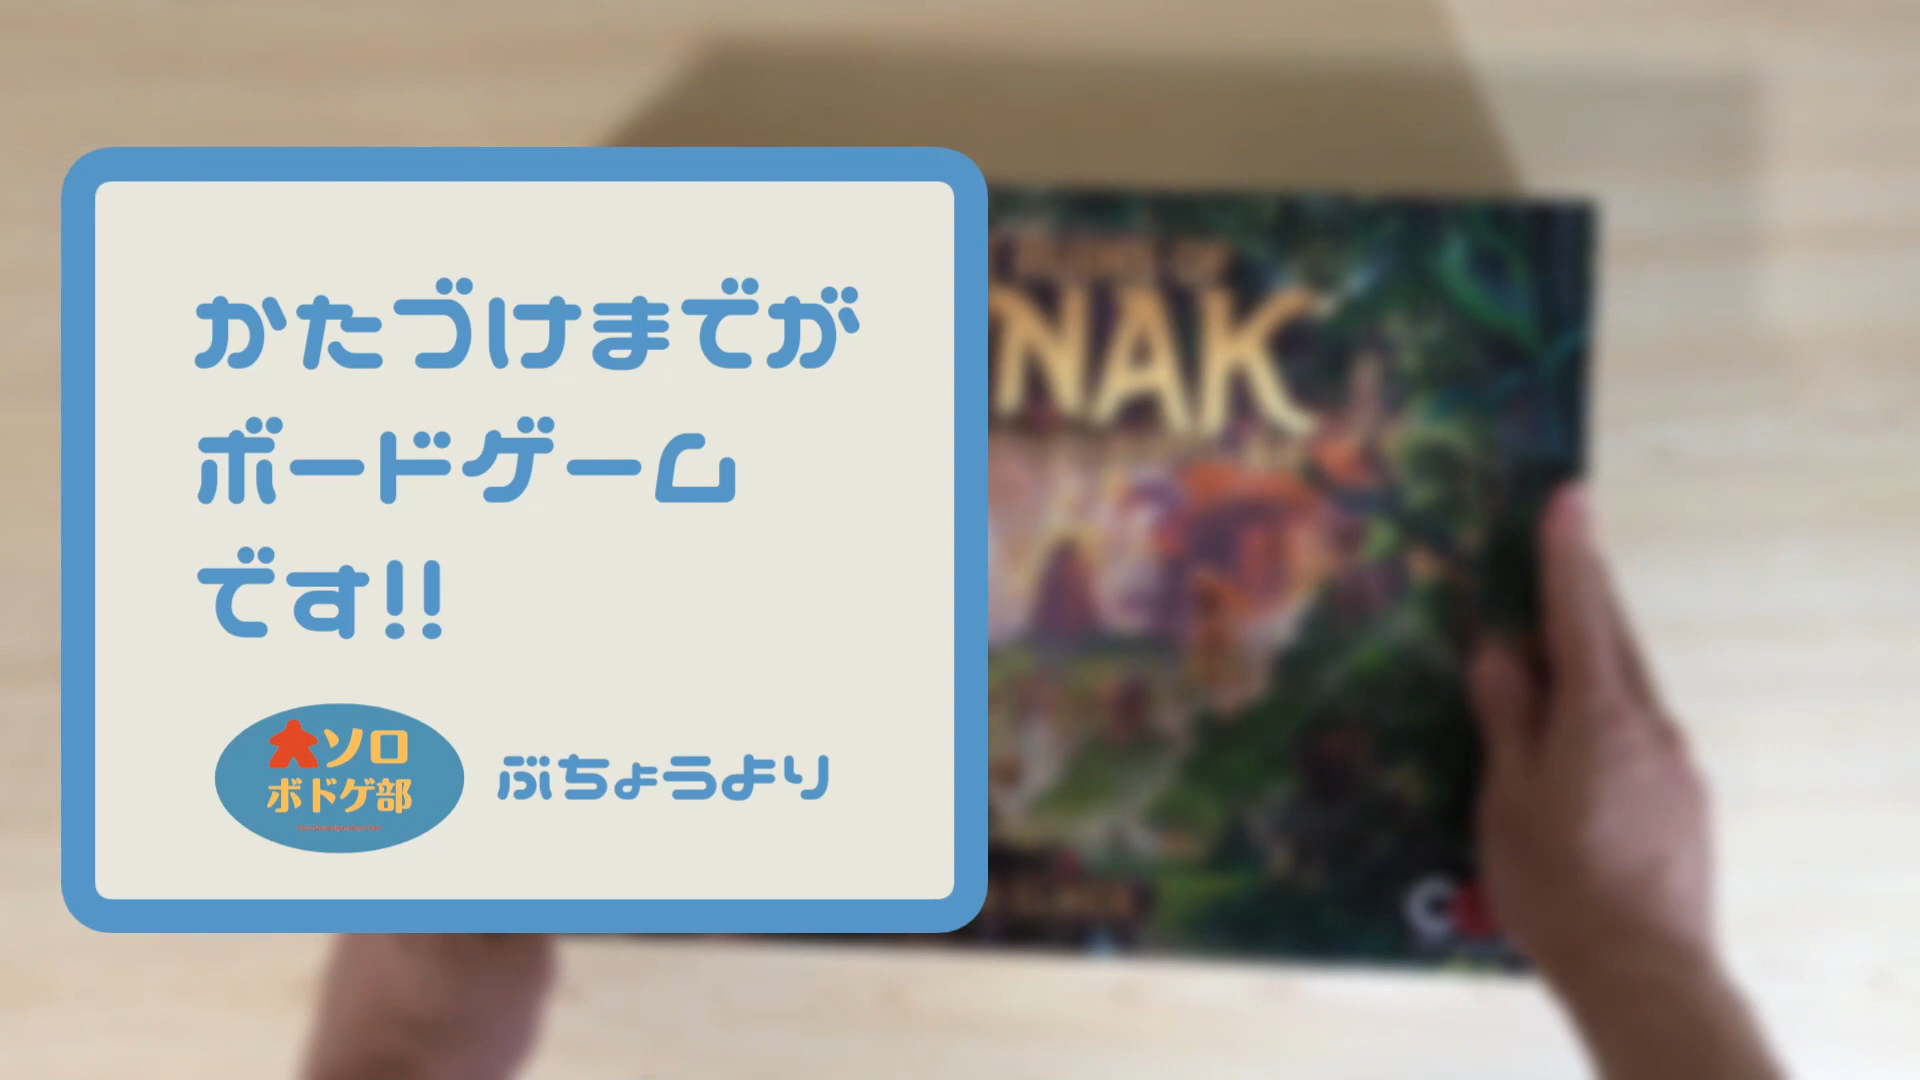 かたづけまでが
ボードゲーム
です!!
ソロ
ボドゲ部
ぶちょうより
NAK